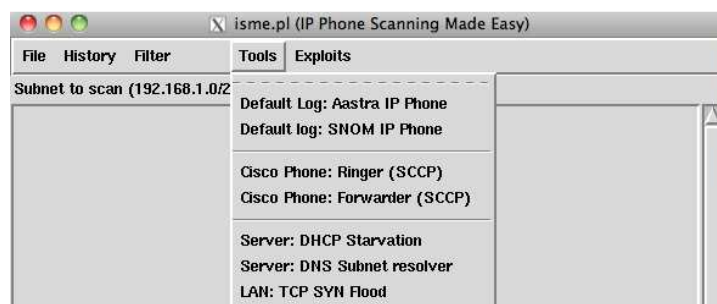 isme.pl (IP Phone Scanning Made Easy)
File History Filter Tools Exploits
Subnet to scan (192.168.1.0/2
Default Log: Aastra IP Phone
Default log: SNOM IP Phone
Cisco Phone: Ringer (SCCP)
Cisco Phone: Forwarder (SCCP)
Server: DHCP Starvation
Server: DNS Subnet resolver
LAN: TCP SYN Flood